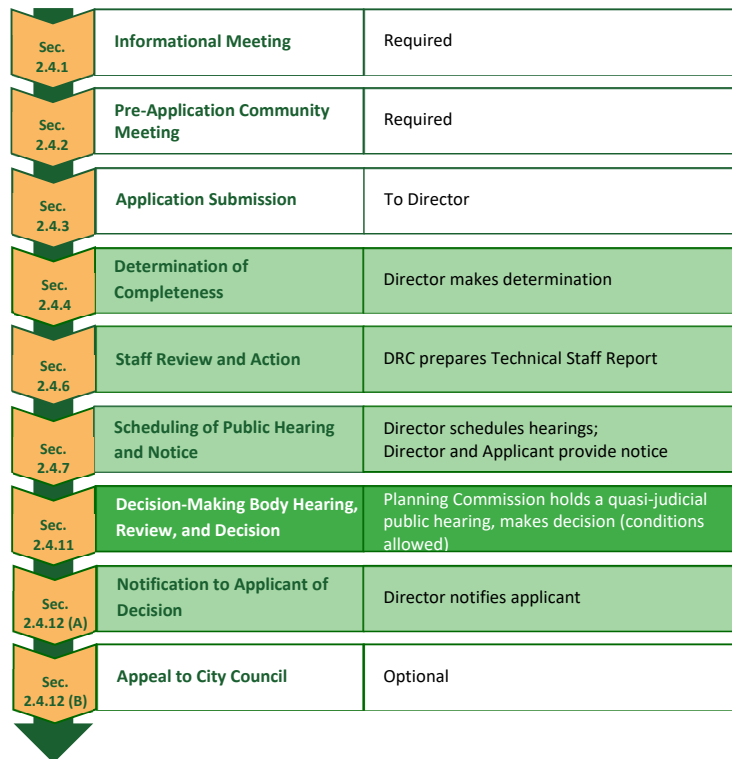 Sec.
2.4.1
Informational Meeting
Required
Sec.
2.4.2
Pre-Application Community
Meeting
Required
Sec.
2.4.3
Application Submission
To Director
Sec.
2.4.4
Determination of
Completeness
Director makes determination
Sec.
2.4.6
Staff Review and Action
DRC prepares Technical Staff Report
Sec.
2.4.7
Scheduling of Public Hearing
and Notice
Director schedules hearings;
Director and Applicant provide notice
Sec.
2.4.11
Decision-Making Body Hearing,
Review, and Decision
Planning Commission holds a quasi-judicial
public hearing, makes decision (conditions
allowed)
Sec.
2.4.12 (A)
Notification to Applicant of
Decision
Director notifies applicant
Sec.
2.4.12 (B)
Appeal to City Council
Optional